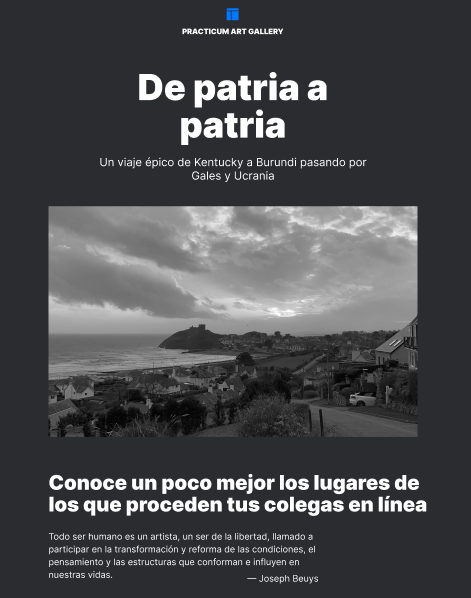 PRACTICUM ART GALLERY
De patria a
patria
Un viaje épico de Kentucky a Burundi pasando por
Gales y Ucrania
Conoce un poco mejor los lugares de
los que proceden tus colegas en línea
Todo ser humano es un artista, un ser de la libertad, llamado a
participar en la transformación y reforma de las condiciones, el
pensamiento y las estructuras que conforman e influyen en
nuestras vidas.
— Joseph Beuys